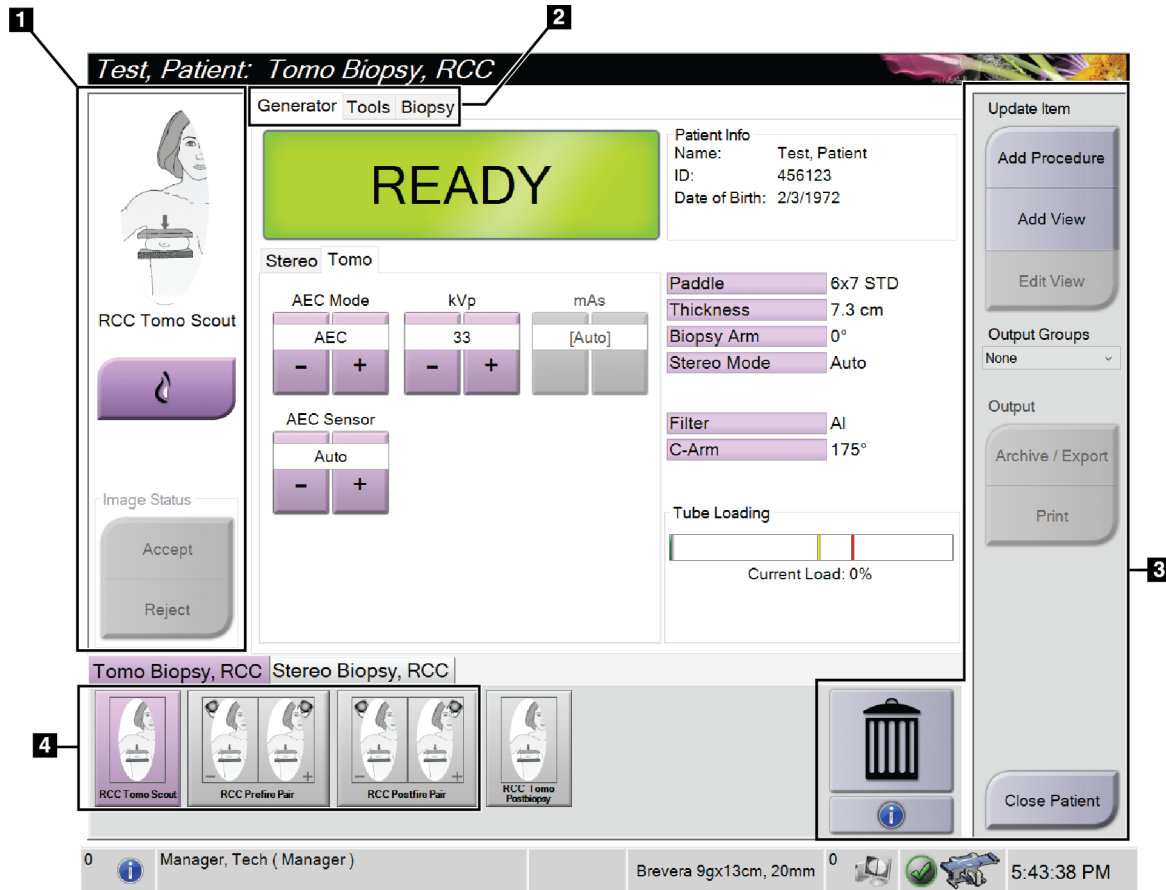 1
2
Test, Patient: Tomo Biopsy, RCC
Generator Tools Biopsy
READY
Patient Info
Name: Test, Patient
ID: 456123
Date of Birth: 2/3/1972
Update Item
Add Procedure
Add View
Edit View
Output Groups
None
Output
Archive / Export
Print
3
RCC Tomo Scout
Image Status
Accept
Reject
Stereo Tomo
AEC Mode kVp mAs
AEC 33 [Auto]
- + - +
AEC Sensor
Auto
- +
Paddle 6x7 STD
Thickness 7.3 cm
Biopsy Arm 0°
Stereo Mode Auto
Filter Al
C-Arm 175°
Tube Loading
Current Load: 0%
Tomo Biopsy, RCC Stereo Biopsy, RCC
4
- + - +
RCC Tomo Scout
RCC Prefire Pair
RCC Postfire Pair
RCC Tomo
Postbiopsy
i
Close Patient
0 i Manager, Tech ( Manager ) Brevera 9gx13cm, 20mm 0 5:43:38 PM